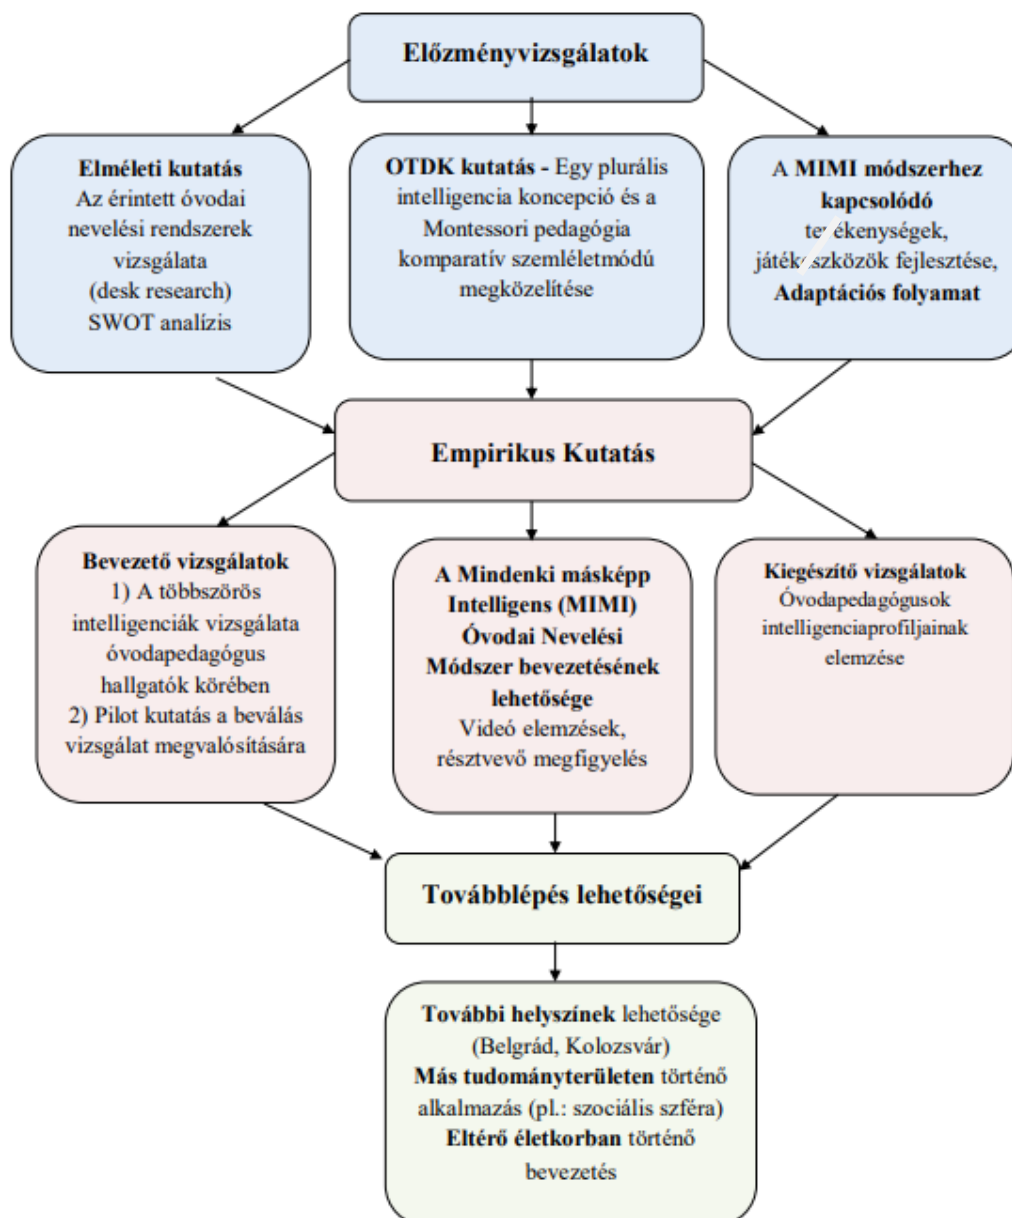 Előzményvizsgálatok
Elméleti kutatás
Az érintett óvodai
nevelési rendszerek
vizsgálata
(desk research)
SWOT analízis
OTDK kutatás - Egy plurális
intelligencia koncepció és a
Montessori pedagógia
komparatív szemléletmódú
megközelítése
A MIMI módszerhez
kapcsolódó
tevékenységek,
játékeszközök fejlesztése,
Adaptációs folyamat
Empirikus Kutatás
Bevezető vizsgálatok
1) A többszörös
intelligenciák vizsgálata
óvodapedagógus
hallgatók körében
2) Pilot kutatás a beválás
vizsgálat megvalósítására
A Mindenki másképp
Intelligens (MIMI)
Óvodai Nevelési
Módszer bevezetésének
lehetősége
Videó elemzések,
résztvevő megfigyelés
Kiegészítő vizsgálatok
Óvodapedagógusok
intelligenciaprofiljainak
elemzése
Továbblépés lehetőségei
További helyszínek lehetősége
(Belgrád, Kolozsvár)
Más tudományterületen történő
alkalmazás (pl.: szociális szféra)
Eltérő életkorban történő
bevezetés